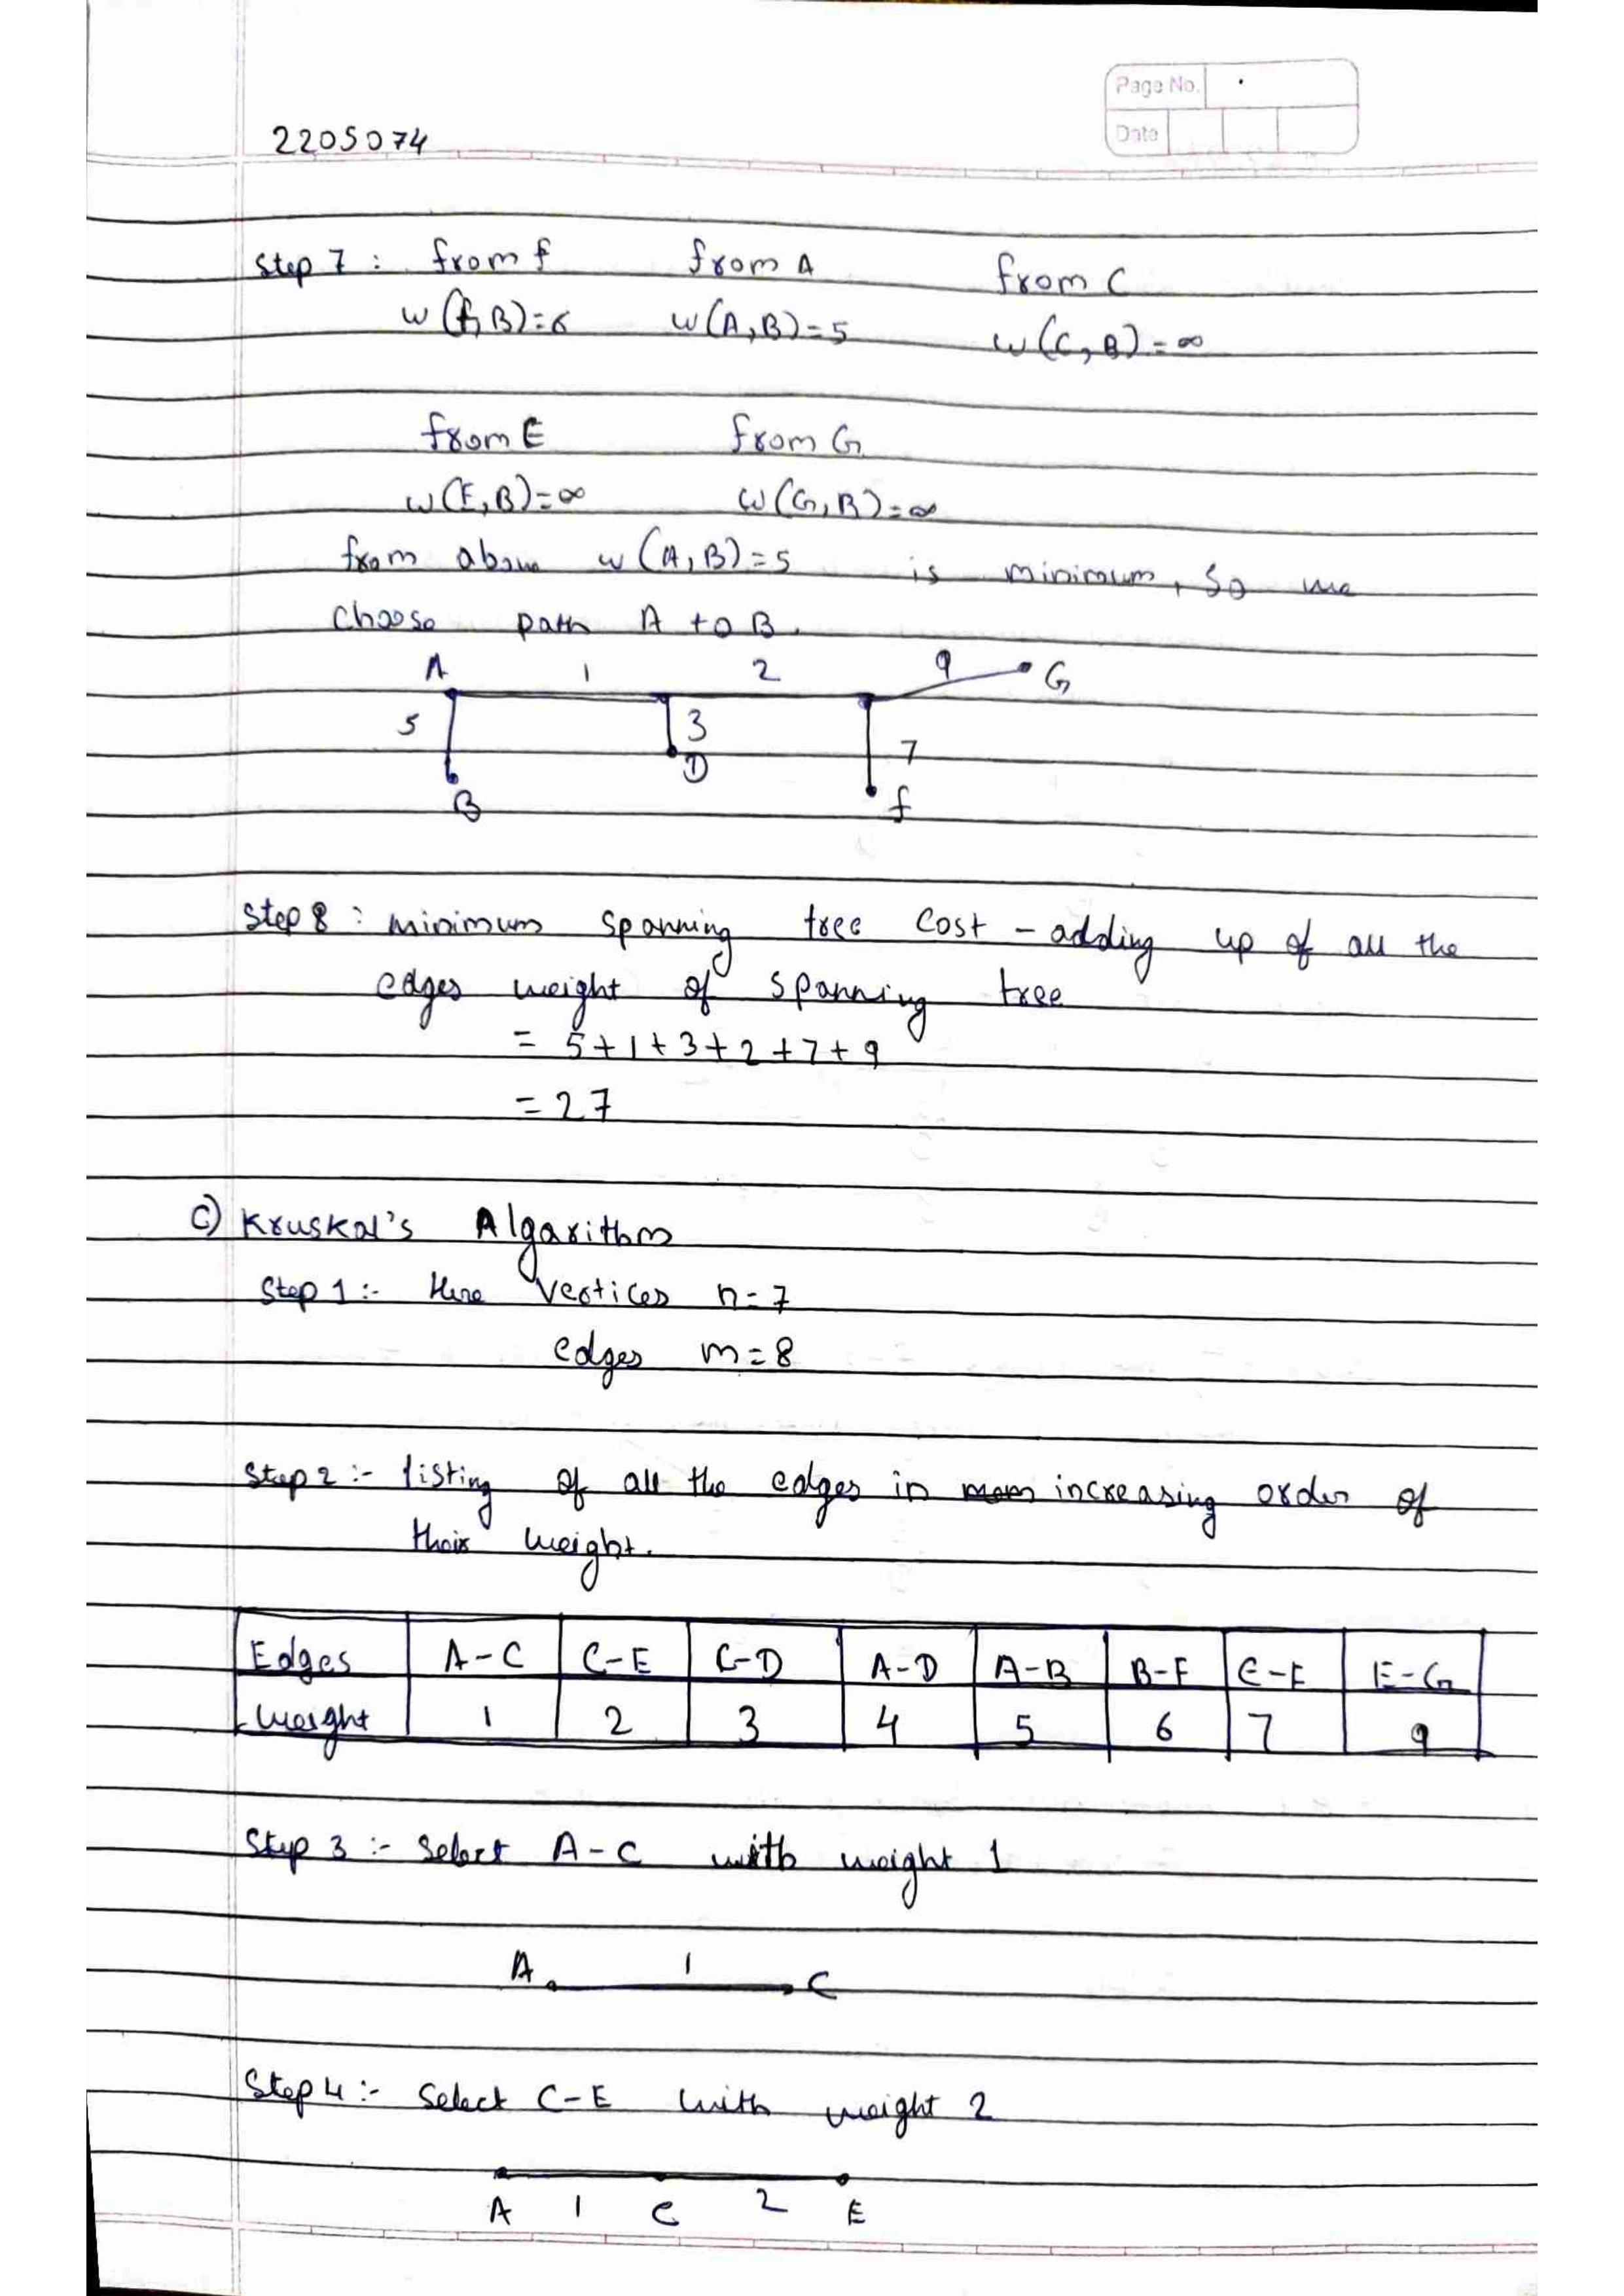 Page No.
Date
2205074
Step 7 : from f from A from C
w(f,B)=6 w(A,B)=5 w(C,B)=∞
from E from G
w(E,B)=∞ w(G,B)=∞
from above w(A,B)=5 is minimum, So we
choose path A to B.
A 1 2 9 G
5 3 7
D
B f
Step 8 : minimum spanning tree cost - adding up of all the
edges weight of spanning tree
= 5+1+3+2+7+9
= 27
c) Kruskal's Algorithm
Step 1 :- Here vertices n=7
edges m=8
Step 2 :- listing of all the edges in increasing order of
their weight.
Edges A-C C-E C-D A-D A-B B-F E-F E-G
weight 1 2 3 4 5 6 7 9
Step 3 :- Select A-C with weight 1
A 1 C
Step 4 :- Select C-E with weight 2
A 1 C 2 E